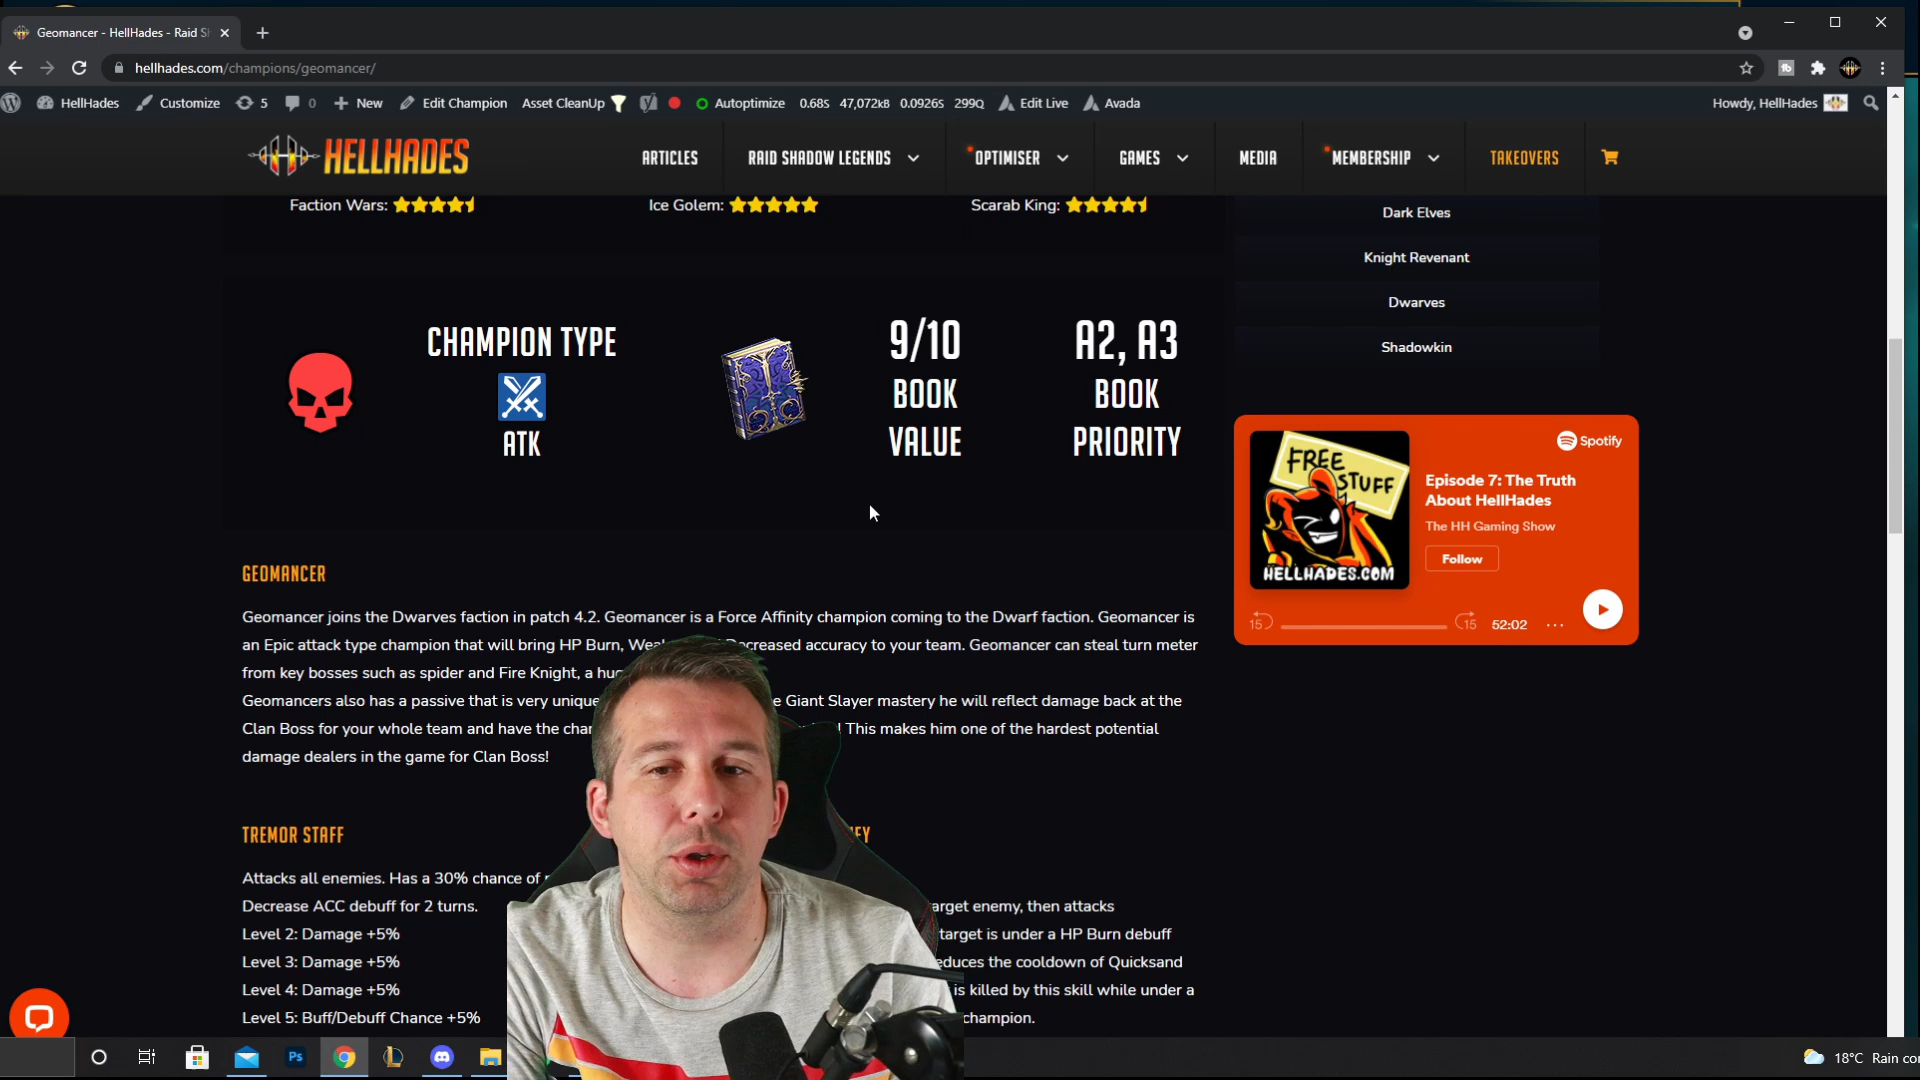 Geomancer - HellHades - Raid S
hellhades.com/champions/geomancer/
HellHades Customize 5 0 New Edit Champion Asset CleanUp Autoptimize 0.68s 47,072kB 0.0926s 299Q Edit Live Avada Howdy, HellHades
HELLHADES ARTICLES RAID SHADOW LEGENDS OPTIMISER GAMES MEDIA MEMBERSHIP TAKEOVERS
Faction Wars: Ice Golem: Scarab King:
Dark Elves
Knight Revenant
Dwarves
Shadowkin
CHAMPION TYPE
ATK
9/10
BOOK
VALUE
A2, A3
BOOK
PRIORITY
FREE
STUFF
HELLHADES.COM
Spotify
Episode 7: The Truth
About HellHades
The HH Gaming Show
Follow
15 15 52:02
GEOMANCER
Geomancer joins the Dwarves faction in patch 4.2. Geomancer is a Force Affinity champion coming to the Dwarf faction. Geomancer is
an Epic attack type champion that will bring HP Burn, Decreased accuracy to your team. Geomancer can steal turn meter
from key bosses such as spider and Fire Knight, a
Geomancers also has a passive that is very unique Giant Slayer mastery he will reflect damage back at the
Clan Boss for your whole team and have the ! This makes him one of the hardest potential
damage dealers in the game for Clan Boss!
TREMOR STAFF
Attacks all enemies. Has a 30% chance of
Decrease ACC debuff for 2 turns.
Level 2: Damage +5%
Level 3: Damage +5%
Level 4: Damage +5%
Level 5: Buff/Debuff Chance +5%
target enemy, then attacks
target is under a HP Burn debuff
reduces the cooldown of Quicksand
is killed by this skill while under a
champion.
Ps
18°C Rain